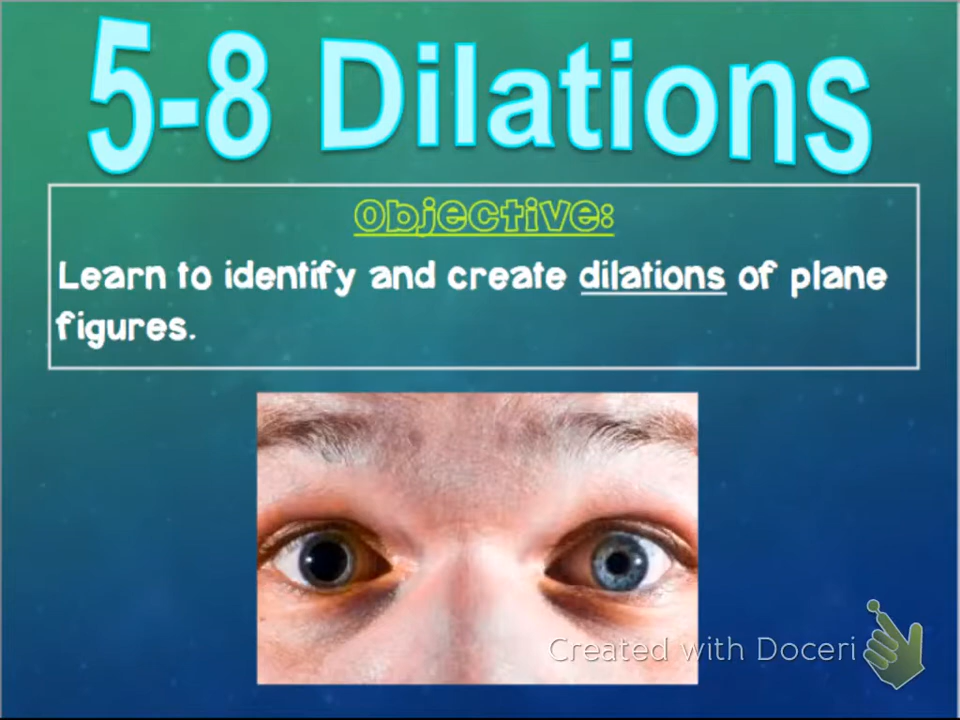 5-8 Dilations
Objective:
Learn to identify and create dilations of plane
figures.
Created with Doceri